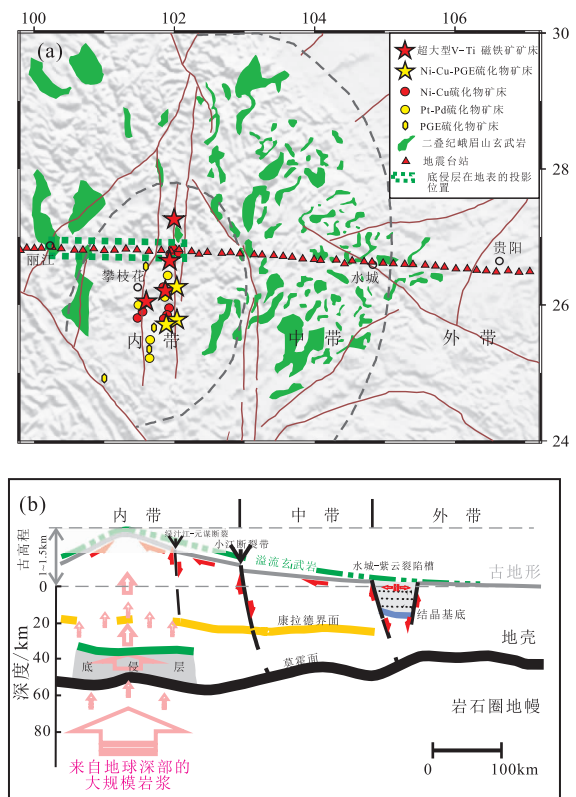 100
102
104
106
(a)
30
28
26
24
超大型V-Ti 磁铁矿矿床
Ni-Cu-PGE硫化物矿床
Ni-Cu硫化物矿床
Pt-Pd硫化物矿床
PGE硫化物矿床
二叠纪峨眉山玄武岩
地震台站
底侵层在地表的投影
位置
丽江
攀枝花
水城
贵阳
内 带
中 带
外 带
(b)
内 带
中 带
外 带
古高程
1~1.5km
绿汁江-元谋断裂
小江断裂带
溢流玄武岩
水城-紫云裂陷槽
古地形
0
20
40
60
80
深度/km
康拉德界面
结晶基底
地壳
底 侵 层
莫霍面
岩石圈地幔
来自地球深部的
大规模岩浆
0
100km